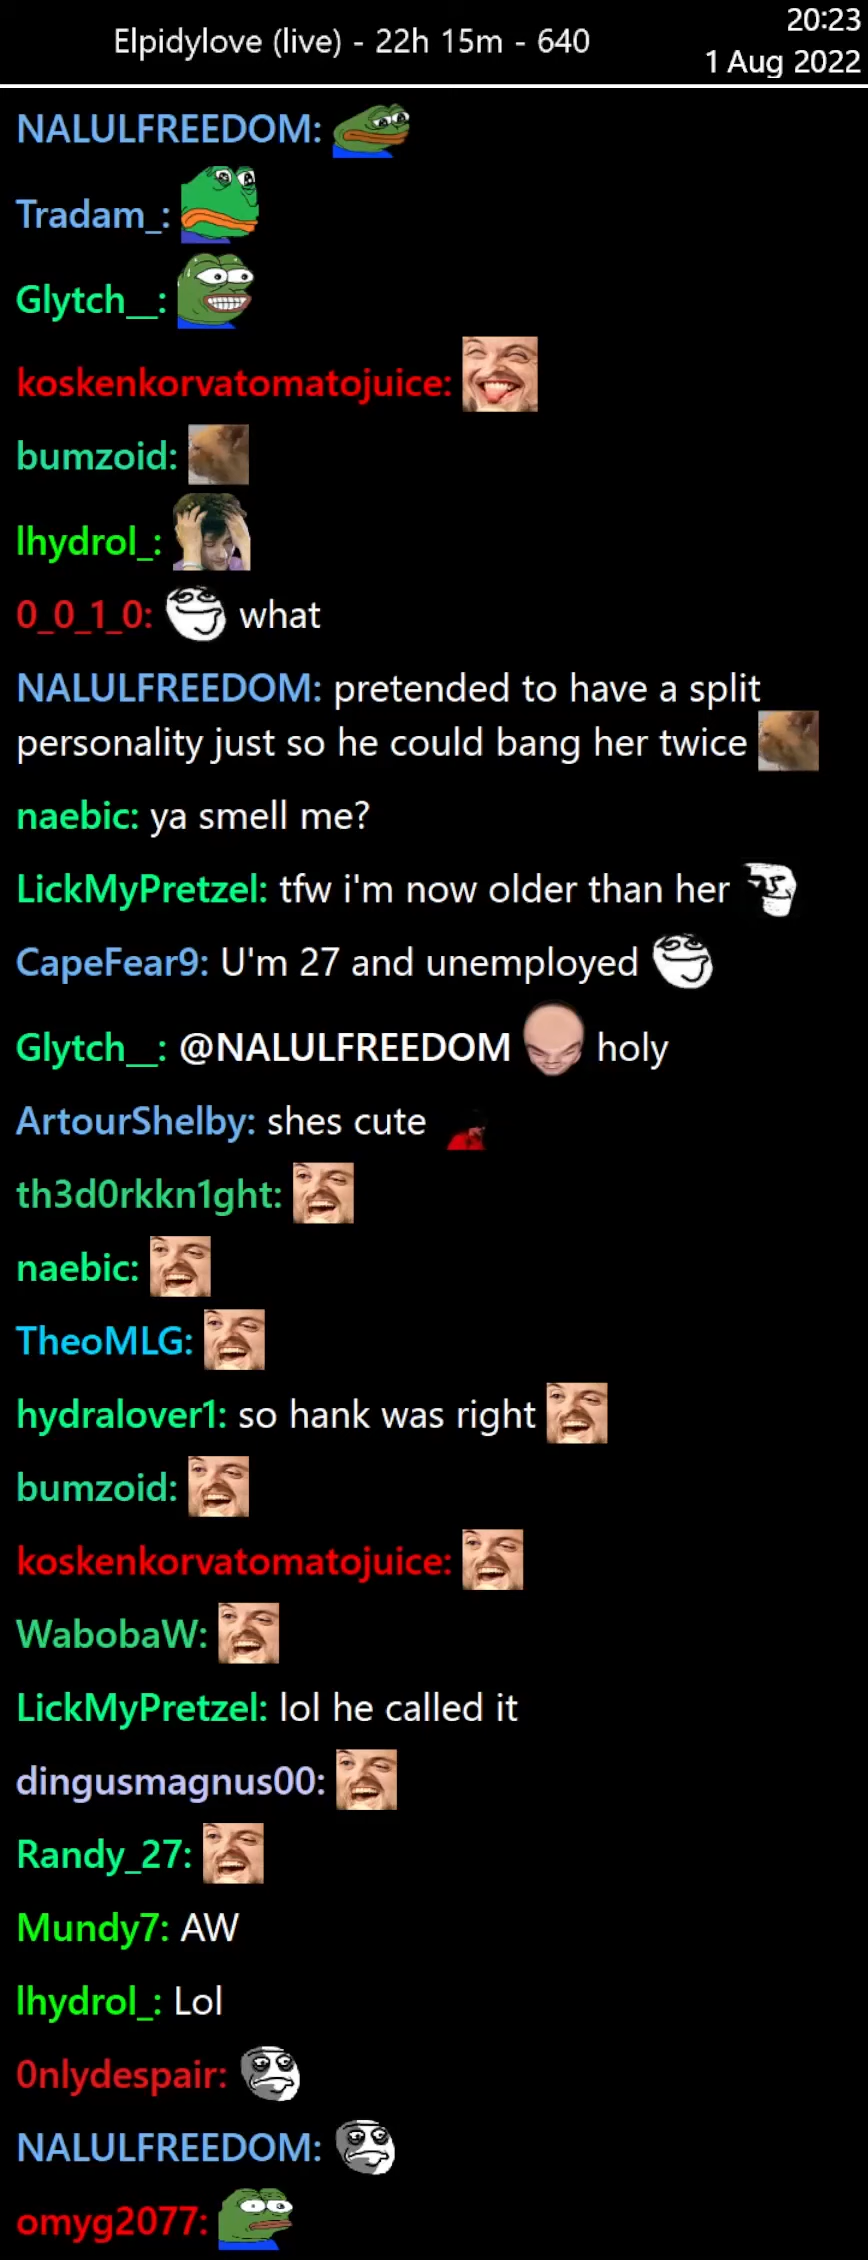 Elpidylove (live) - 22h 15m - 640
20:23
1 Aug 2022
NALULFREEDOM:
Tradam_:
Glytch__:
koskenkorvatomatojuice:
bumzoid:
lhydrol_:
0_0_1_0: what
NALULFREEDOM: pretended to have a split
personality just so he could bang her twice
naebic: ya smell me?
LickMyPretzel: tfw i'm now older than her
CapeFear9: U'm 27 and unemployed
Glytch__: @NALULFREEDOM holy
ArtourShelby: shes cute
th3d0rkkn1ght:
naebic:
TheoMLG:
hydralover1: so hank was right
bumzoid:
koskenkorvatomatojuice:
WabobaW:
LickMyPretzel: lol he called it
dingusmagnus00:
Randy_27:
Mundy7: AW
lhydrol_: Lol
0nlydespair:
NALULFREEDOM:
omyg2077: